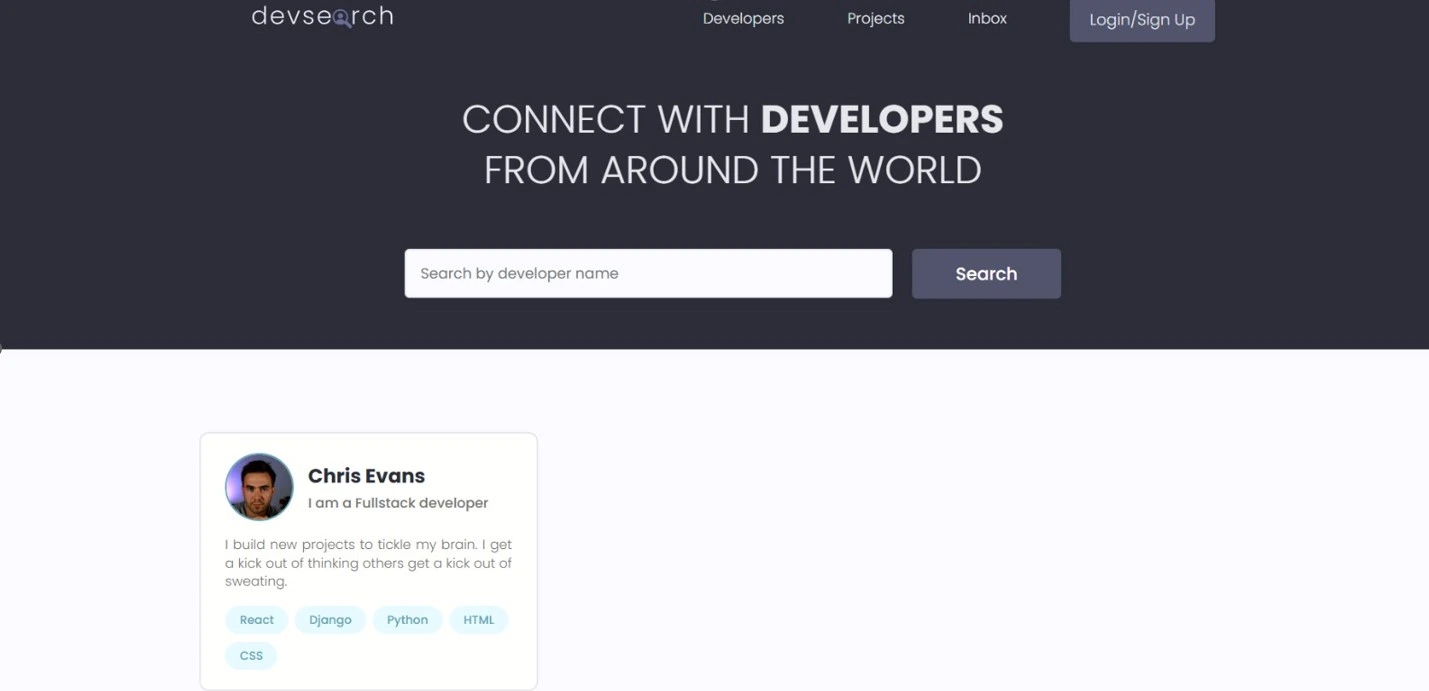 devsearch
Developers Projects Inbox Login/Sign Up
CONNECT WITH DEVELOPERS
FROM AROUND THE WORLD
Search by developer name Search
Chris Evans
I am a Fullstack developer
I build new projects to tickle my brain. I get
a kick out of thinking others get a kick out of
sweating.
React Django Python HTML
CSS